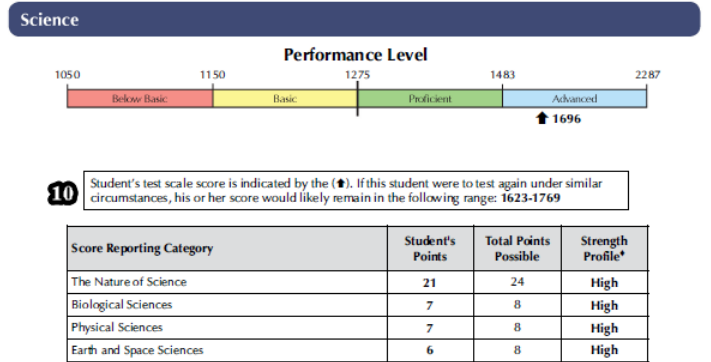 Science
Performance Level
1050 1150 1275 1483 2287
Below Basic Basic Proficient Advanced
⬆ 1696
10
Student's test scale score is indicated by the (⬆). If this student were to test again under similar
circumstances, his or her score would likely remain in the following range: 1623-1769
Score Reporting Category Student's Points Total Points Possible Strength Profile♦
The Nature of Science 21 24 High
Biological Sciences 7 8 High
Physical Sciences 7 8 High
Earth and Space Sciences 6 8 High